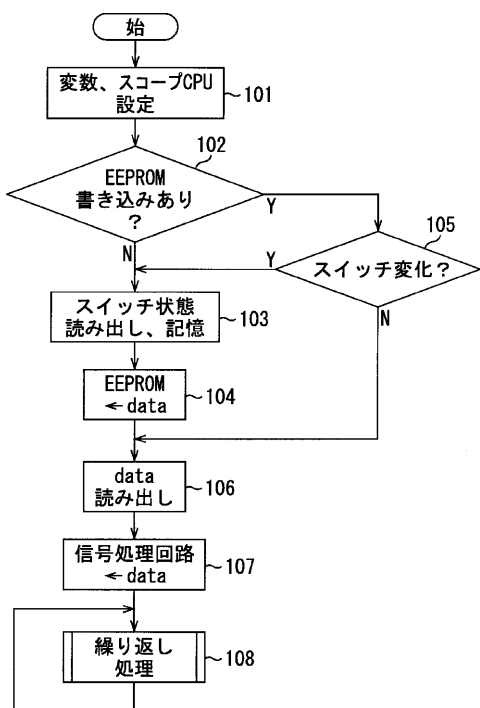 始
変数、スコープCPU
設定
101
102
EEPROM
書き込みあり
?
Y
N
105
スイッチ変化?
Y
N
スイッチ状態
読み出し、記憶
103
EEPROM
←data
104
data
読み出し
106
信号処理回路
←data
107
繰り返し
処理
108